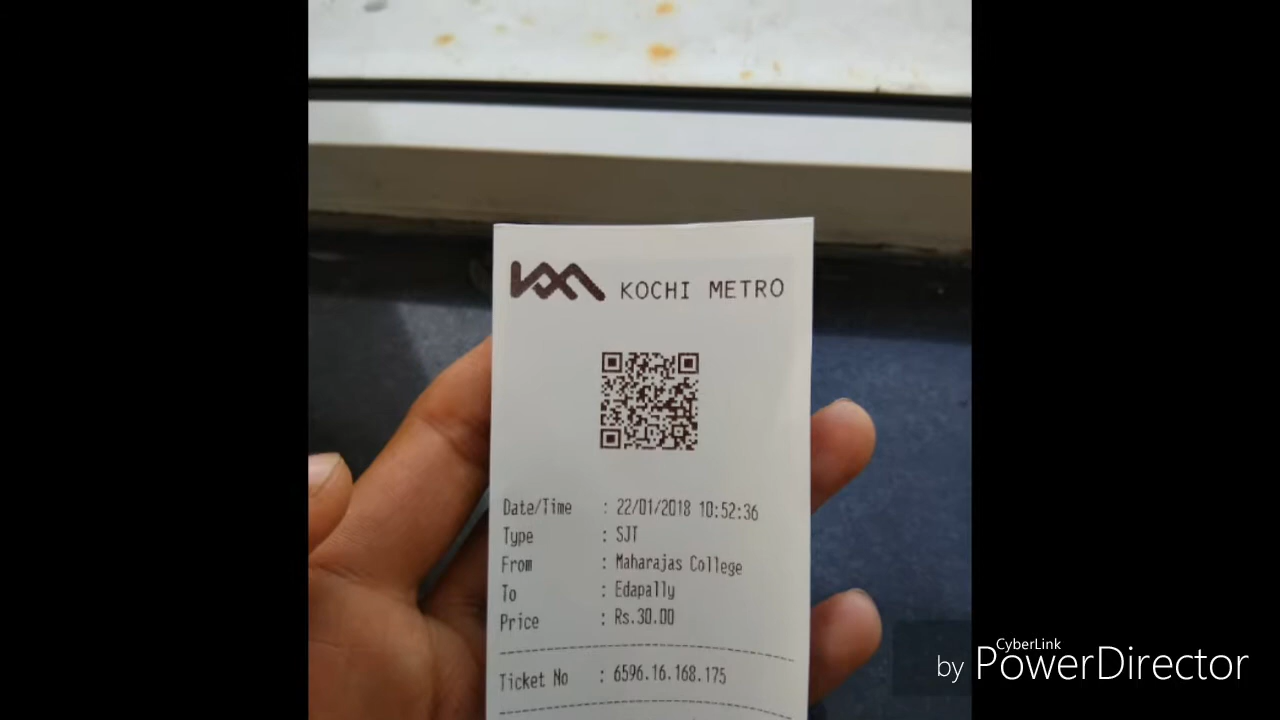 KOCHI METRO
Date/Time : 22/01/2018 10:52:36
Type : SJT
From : Maharajas College
To : Edapally
Price : Rs.30.00
Ticket No : 6596.16.168.175
CyberLink
by PowerDirector